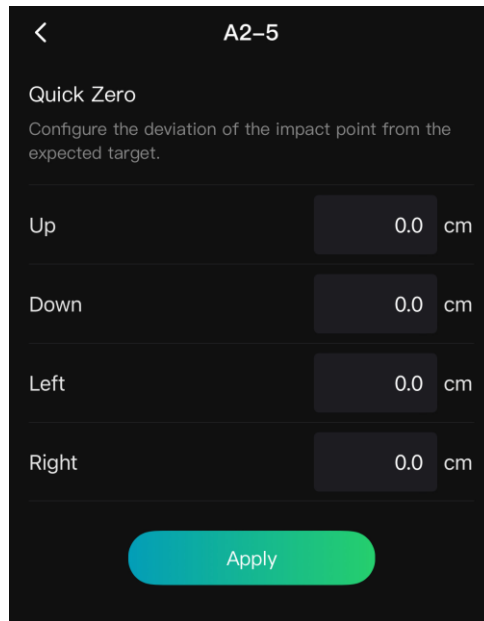 A2-5
Quick Zero
Configure the deviation of the impact point from the
expected target.
Up 0.0 cm
Down 0.0 cm
Left 0.0 cm
Right 0.0 cm
Apply